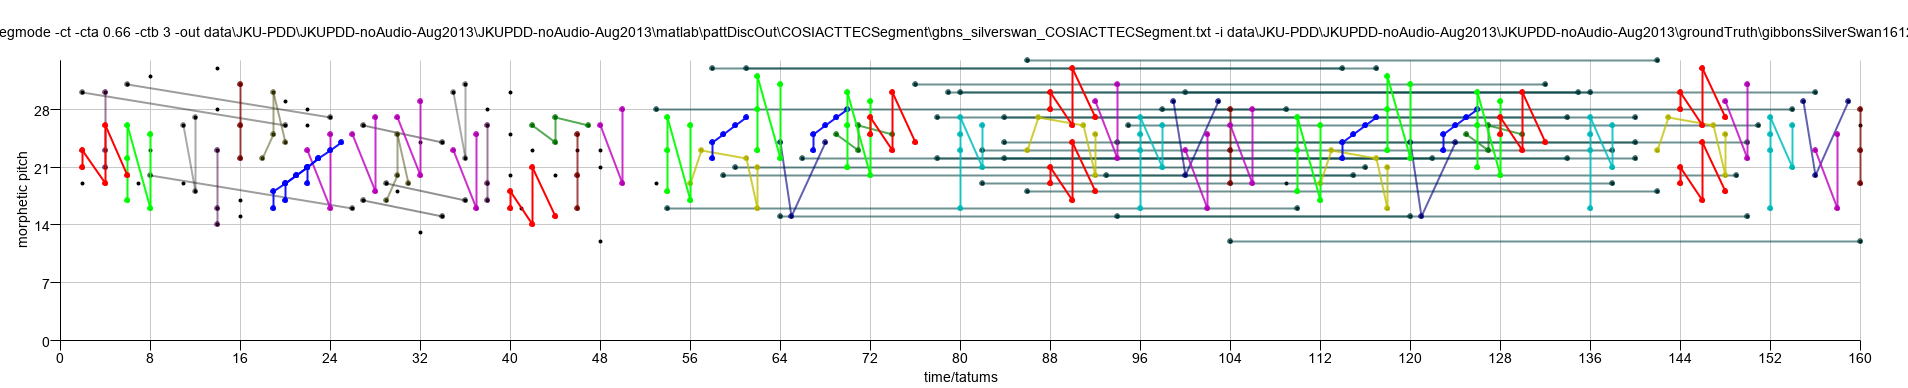 egmode -ct -cta 0.66 -ctb 3 -out data\JKU-PDD\JKUPDD-noAudio-Aug2013\JKUPDD-noAudio-Aug2013\matlab\pattDiscOut\COSIACTTECSegment\gbns_silverswan_COSIACTTECSegment.txt -i data\JKU-PDD\JKUPDD-noAudio-Aug2013\JKUPDD-noAudio-Aug2013\groundTruth\gibbonsSilverSwan1612
morphetic pitch
28
21
14
7
0
0 8 16 24 32 40 48 56 64 72 80 88 96 104 112 120 128 136 144 152 160
time/tatums